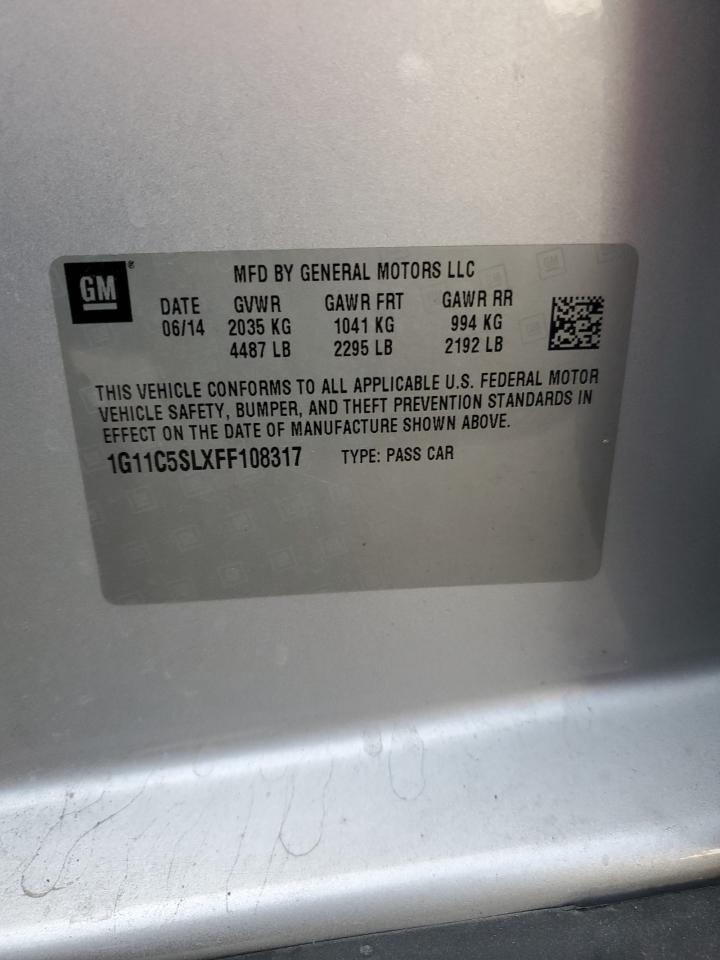 GM®
MFD BY GENERAL MOTORS LLC
DATE GVWR GAWR FRT GAWR RR
06/14 2035 KG 1041 KG 994 KG
4487 LB 2295 LB 2192 LB
THIS VEHICLE CONFORMS TO ALL APPLICABLE U.S. FEDERAL MOTOR
VEHICLE SAFETY, BUMPER, AND THEFT PREVENTION STANDARDS IN
EFFECT ON THE DATE OF MANUFACTURE SHOWN ABOVE.
1G11C5SLXFF108317 TYPE: PASS CAR